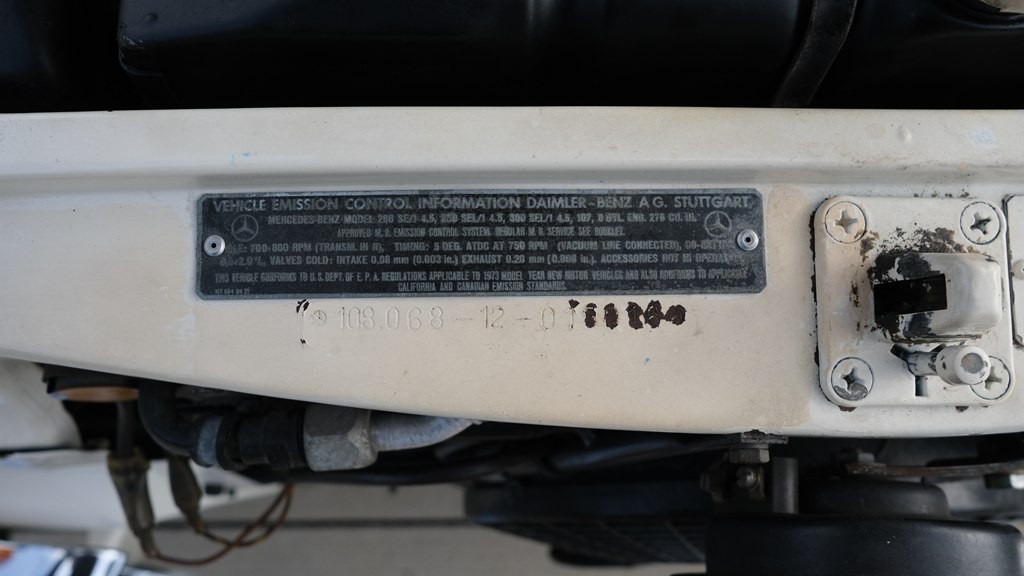 VEHICLE EMISSION CONTROL INFORMATION DAIMLER-BENZ A G. STUTTGART
MERCEDES-BENZ MODEL 280 SE/1 4.5, 280 SEL/1 4.5, 300 SEL/1 4.5, 107, 8 CYL. ENG. 276 CU. IN.
APPROVED M. B. EMISSION CONTROL SYSTEM. REGULAR M. B. SERVICE SEE BOOKLET.
700-800 RPM (TRANSM. IN N), TIMING: 5 DEG. ATDC AT 750 RPM (VACUUM LINE CONNECTED),
VALVES COLD: INTAKE 0.08 mm (0.003 in.) EXHAUST 0.20 mm (0.008 in.) ACCESSORIES NOT IN OPERATION
THIS VEHICLE CONFORMS TO U.S. DEPT. OF E. P. A. REGULATIONS APPLICABLE TO 1973 MODEL YEAR NEW MOTOR VEHICLES AND ALSO CONFORMS TO APPLICABLE
CALIFORNIA AND CANADIAN EMISSION STANDARDS.
108.068-12-0